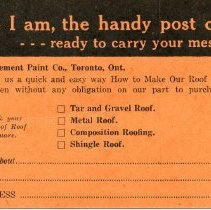 I am, the handy post c
--- ready to carry your mes
ement Paint Co., Toronto, Ont.
us a quick and easy way How to Make Our Roof
en without any obligation on our part to purch
Tar and Gravel Roof.
your Metal Roof.
of Roof Composition Roofing.
uare. Shingle Roof.
bout
ESS